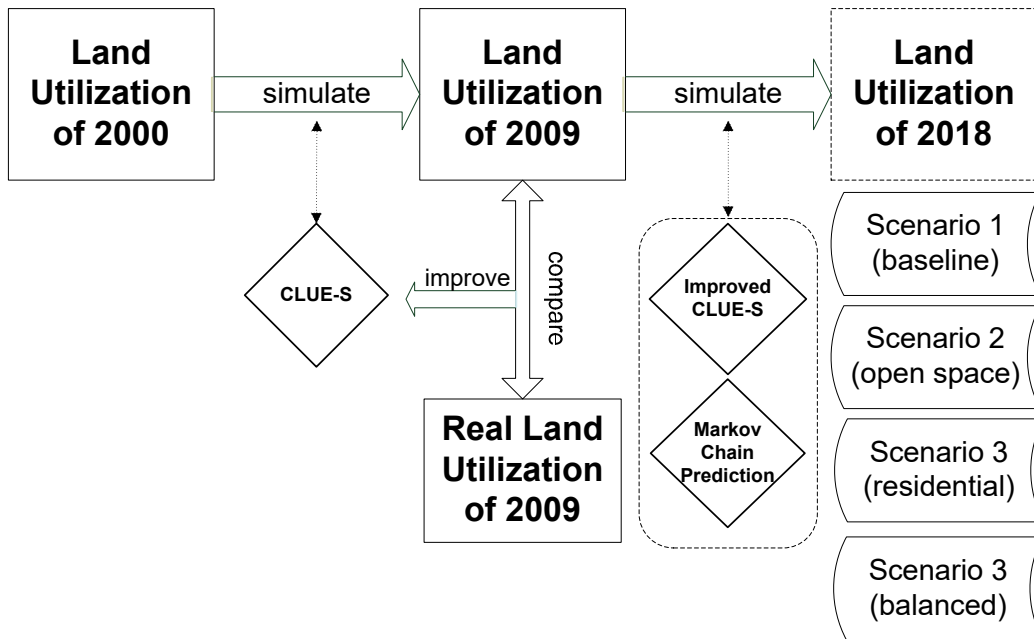 Land
Utilization
of 2000
simulate
Land
Utilization
of 2009
simulate
Land
Utilization
of 2018
CLUE-S
improve
compare
Real Land
Utilization
of 2009
Improved
CLUE-S
Markov
Chain
Prediction
Scenario 1
(baseline)
Scenario 2
(open space)
Scenario 3
(residential)
Scenario 3
(balanced)